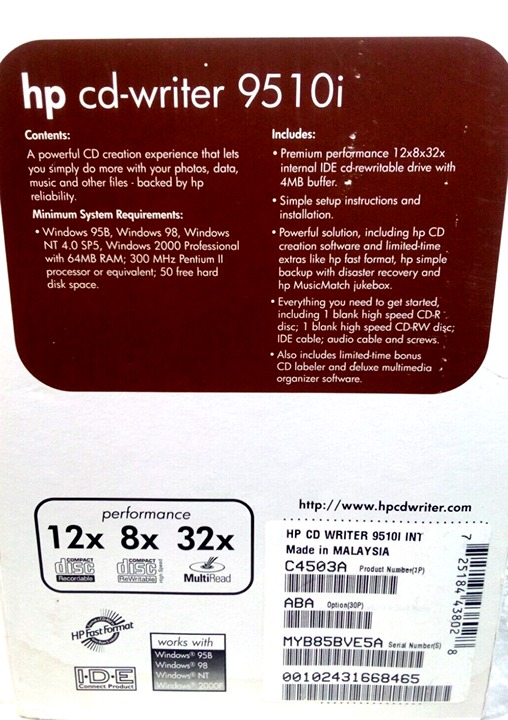 hp cd-writer 9510i
Contents:
A powerful CD creation experience that lets
you simply do more with your photos, data,
music and other files - backed by hp
reliability.
Minimum System Requirements:
• Windows 95B, Windows 98, Windows
NT 4.0 SP5, Windows 2000 Professional
with 64MB RAM; 300 MHz Pentium II
processor or equivalent; 50 free hard
disk space.
Includes:
• Premium performance 12x8x32x
internal IDE cd-rewritable drive with
4MB buffer.
• Simple setup instructions and
installation.
• Powerful solution, including hp CD
creation software and limited-time
extras like hp fast format, hp simple
backup with disaster recovery and
hp MusicMatch jukebox.
• Everything you need to get started,
including 1 blank high speed CD-R
disc; 1 blank high speed CD-RW disc;
IDE cable; audio cable and screws.
• Also includes limited-time bonus
CD labeler and deluxe multimedia
organizer software.
performance
12x 8x 32x
COMPACT
disc
Recordable
COMPACT
disc
ReWritable
High Speed
MultiRead
HP Fast Format
IDE
Connect Product
works with
Windows® 95B
Windows® 98
Windows® NT
Windows® 2000P
http://www.hpcdwriter.com
HP CD WRITER 9510I INT
Made in MALAYSIA
C4503A Product Number(1P)
ABA Option(30P)
MYB85BVE5A Serial Number(S)
00102431668465
7 25184 43802 8